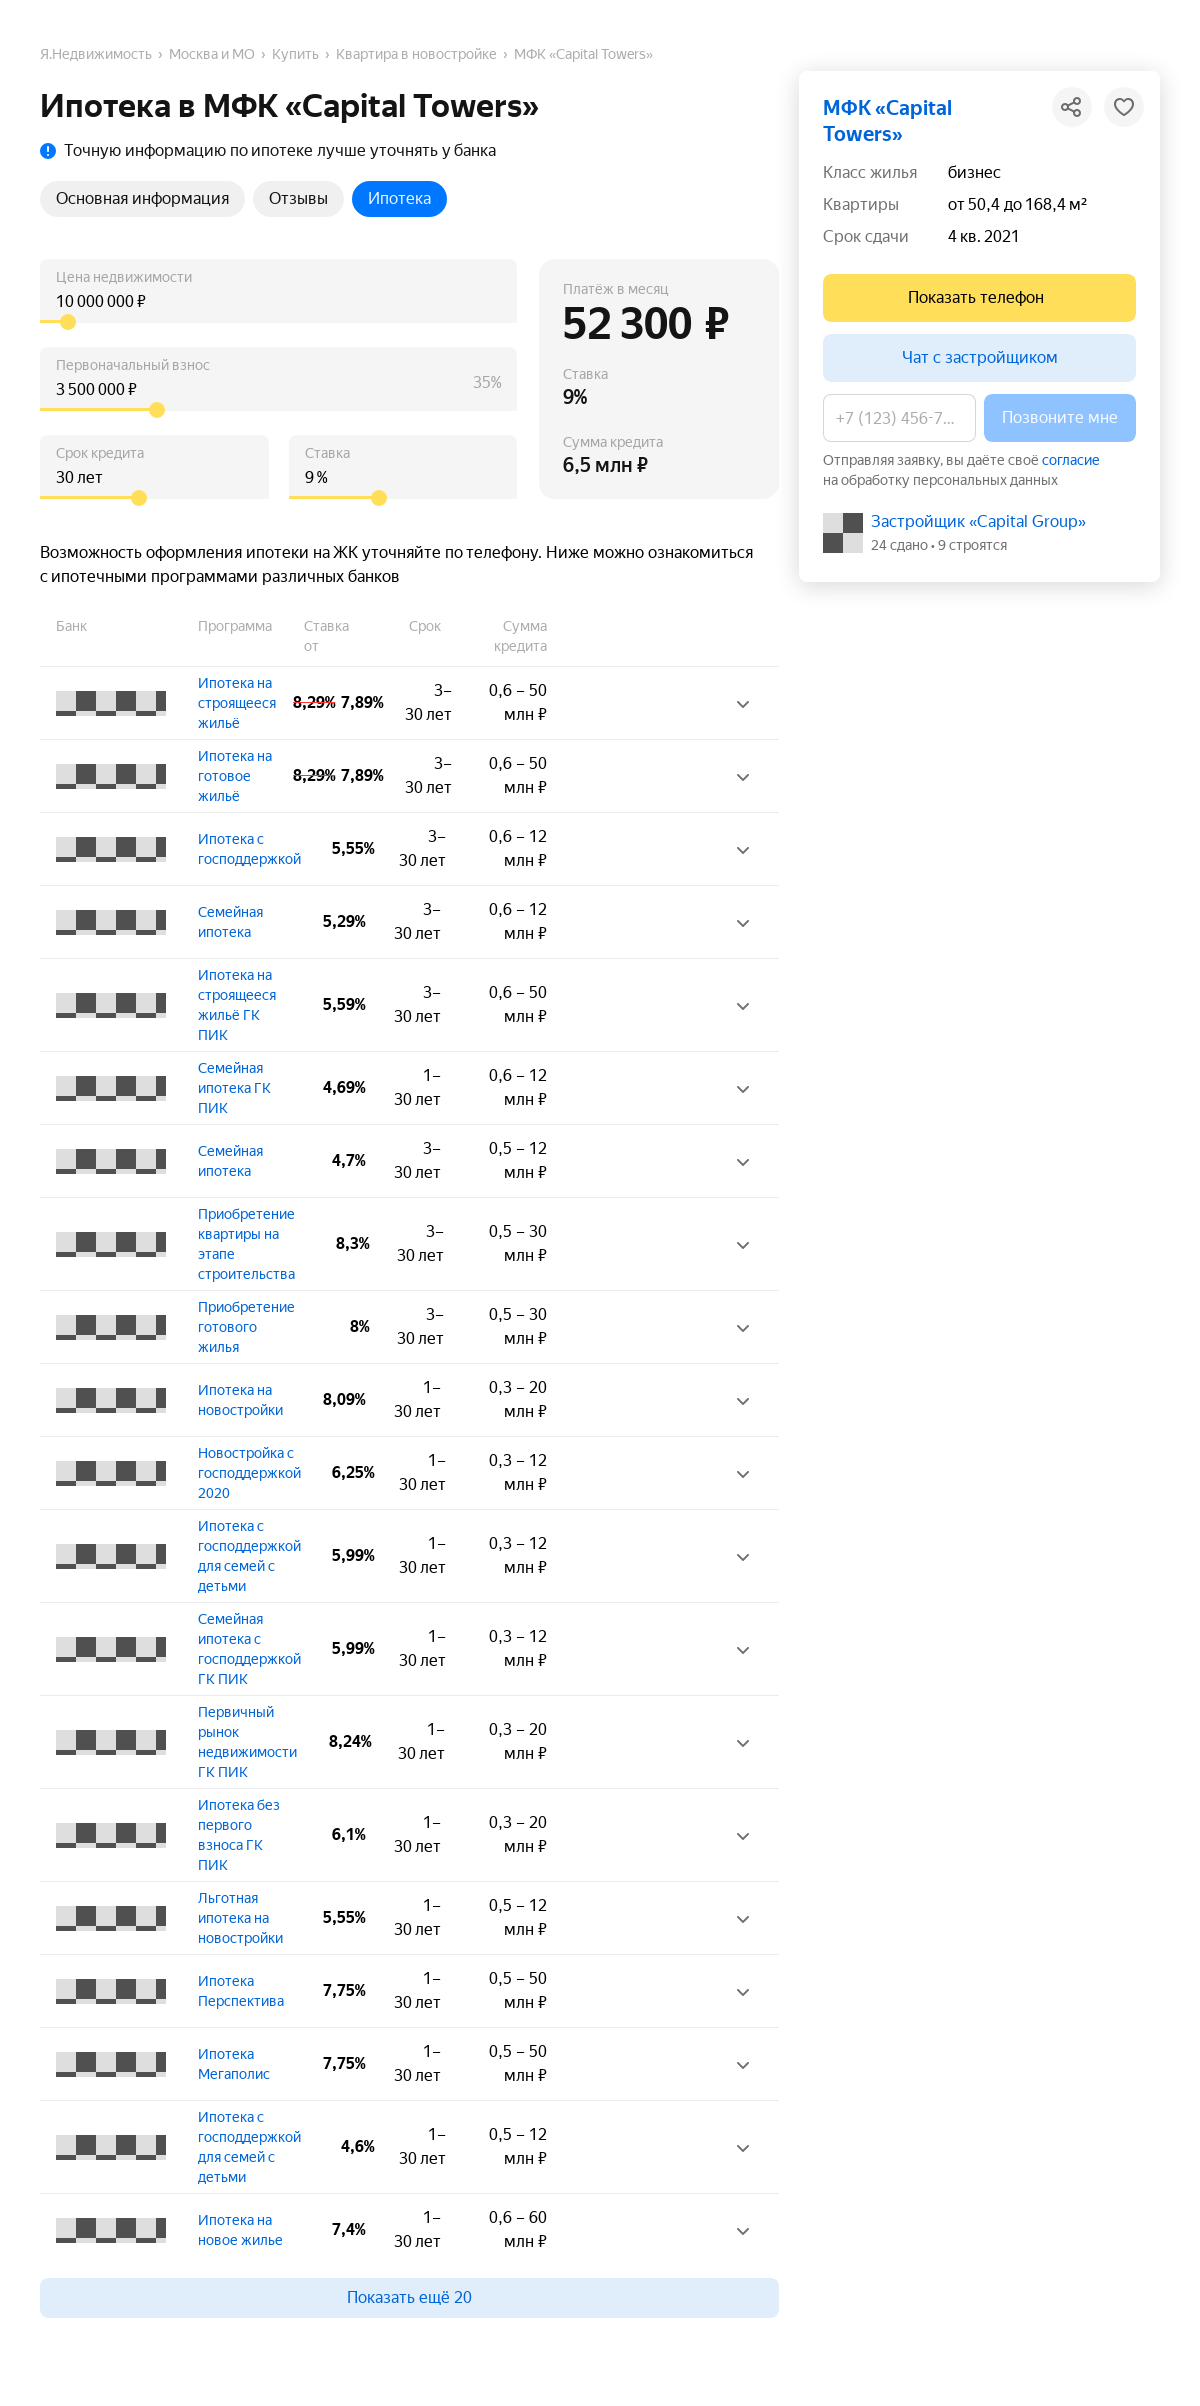 Я.Недвижимость › Москва и МО › Купить › Квартира в новостройке › МФК «Capital Towers»
Ипотека в МФК «Capital Towers»
Точную информацию по ипотеке лучше уточнять у банка
Основная информация Отзывы Ипотека
Цена недвижимости
10 000 000 ₽
Первоначальный взнос
3 500 000 ₽ 35%
Срок кредита
30 лет
Ставка
9 %
Платёж в месяц
52 300 ₽
Ставка
9%
Сумма кредита
6,5 млн ₽
МФК «Capital
Towers»
Класс жилья бизнес
Квартиры от 50,4 до 168,4 м²
Срок сдачи 4 кв. 2021
Показать телефон
Чат с застройщиком
+7 (123) 456-7... Позвоните мне
Отправляя заявку, вы даёте своё согласие
на обработку персональных данных
Застройщик «Capital Group»
24 сдано • 9 строятся
Возможность оформления ипотеки на ЖК уточняйте по телефону. Ниже можно ознакомиться
с ипотечными программами различных банков
Банк Программа Ставка Срок Сумма
от кредита
Ипотека на
строящееся
жильё
8,29% 7,89%
3–
30 лет
0,6 – 50
млн ₽
Ипотека на
готовое
жильё
8,29% 7,89%
3–
30 лет
0,6 – 50
млн ₽
Ипотека с
господдержкой
5,55%
3–
30 лет
0,6 – 12
млн ₽
Семейная
ипотека
5,29%
3–
30 лет
0,6 – 12
млн ₽
Ипотека на
строящееся
жильё ГК
ПИК
5,59%
3–
30 лет
0,6 – 50
млн ₽
Семейная
ипотека ГК
ПИК
4,69%
1–
30 лет
0,6 – 12
млн ₽
Семейная
ипотека
4,7%
3–
30 лет
0,5 – 12
млн ₽
Приобретение
квартиры на
этапе
строительства
8,3%
3–
30 лет
0,5 – 30
млн ₽
Приобретение
готового
жилья
8%
3–
30 лет
0,5 – 30
млн ₽
Ипотека на
новостройки
8,09%
1–
30 лет
0,3 – 20
млн ₽
Новостройка с
господдержкой
2020
6,25%
1–
30 лет
0,3 – 12
млн ₽
Ипотека с
господдержкой
для семей с
детьми
5,99%
1–
30 лет
0,3 – 12
млн ₽
Семейная
ипотека с
господдержкой
ГК ПИК
5,99%
1–
30 лет
0,3 – 12
млн ₽
Первичный
рынок
недвижимости
ГК ПИК
8,24%
1–
30 лет
0,3 – 20
млн ₽
Ипотека без
первого
взноса ГК
ПИК
6,1%
1–
30 лет
0,3 – 20
млн ₽
Льготная
ипотека на
новостройки
5,55%
1–
30 лет
0,5 – 12
млн ₽
Ипотека
Перспектива
7,75%
1–
30 лет
0,5 – 50
млн ₽
Ипотека
Мегаполис
7,75%
1–
30 лет
0,5 – 50
млн ₽
Ипотека с
господдержкой
для семей с
детьми
4,6%
1–
30 лет
0,5 – 12
млн ₽
Ипотека на
новое жилье
7,4%
1–
30 лет
0,6 – 60
млн ₽
Показать ещё 20